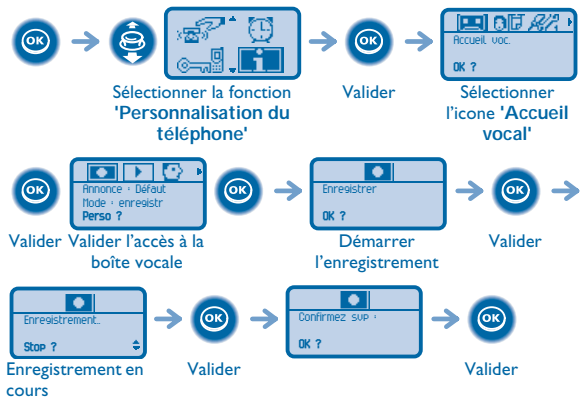 OK
OK
Accueil voc.
OK ?
Sélectionner la fonction
'Personnalisation du
téléphone'
Valider
Sélectionner
l'icone 'Accueil
vocal'
OK
Annonce : Défaut
Mode : enregistr
Perso ?
OK
Enregistrer
OK ?
OK
Valider
Valider l'accès à la
boîte vocale
Démarrer
l'enregistrement
Valider
Enregistrement..
Stop ?
OK
Confirmez SVP :
OK ?
OK
Enregistrement en
cours
Valider
Valider